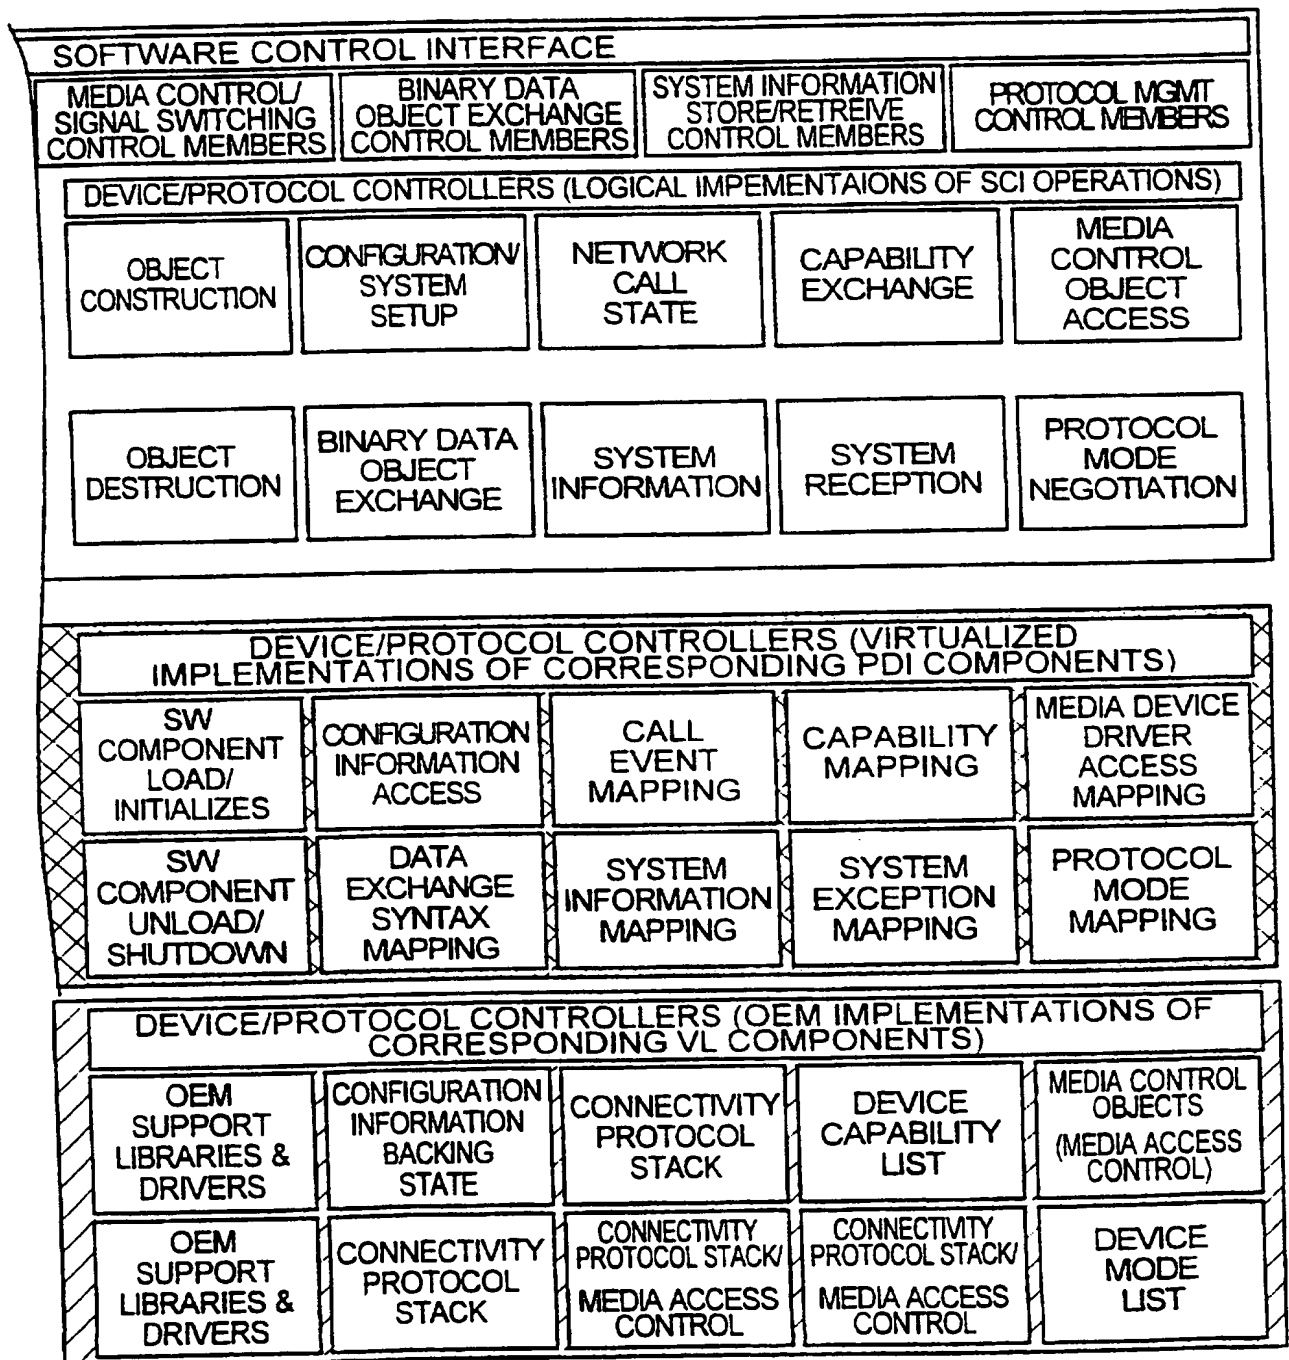 SOFTWARE CONTROL INTERFACE
MEDIA CONTROL/
SIGNAL SWITCHING
CONTROL MEMBERS
BINARY DATA
OBJECT EXCHANGE
CONTROL MEMBERS
SYSTEM INFORMATION
STORE/RETREIVE
CONTROL MEMBERS
PROTOCOL MGMT
CONTROL MEMBERS
DEVICE/PROTOCOL CONTROLLERS (LOGICAL IMPEMENTAIONS OF SCI OPERATIONS)
OBJECT
CONSTRUCTION
CONFIGURATION/
SYSTEM
SETUP
NETWORK
CALL
STATE
CAPABILITY
EXCHANGE
MEDIA
CONTROL
OBJECT
ACCESS
OBJECT
DESTRUCTION
BINARY DATA
OBJECT
EXCHANGE
SYSTEM
INFORMATION
SYSTEM
RECEPTION
PROTOCOL
MODE
NEGOTIATION
DEVICE/PROTOCOL CONTROLLERS (VIRTUALIZED
IMPLEMENTATIONS OF CORRESPONDING PDI COMPONENTS)
SW
COMPONENT
LOAD/
INITIALIZES
CONFIGURATION
INFORMATION
ACCESS
CALL
EVENT
MAPPING
CAPABILITY
MAPPING
MEDIA DEVICE
DRIVER
ACCESS
MAPPING
SW
COMPONENT
UNLOAD/
SHUTDOWN
DATA
EXCHANGE
SYNTAX
MAPPING
SYSTEM
INFORMATION
MAPPING
SYSTEM
EXCEPTION
MAPPING
PROTOCOL
MODE
MAPPING
DEVICE/PROTOCOL CONTROLLERS (OEM IMPLEMENTATIONS OF
CORRESPONDING VL COMPONENTS)
OEM
SUPPORT
LIBRARIES &
DRIVERS
CONFIGURATION
INFORMATION
BACKING
STATE
CONNECTIVITY
PROTOCOL
STACK
DEVICE
CAPABILITY
LIST
MEDIA CONTROL
OBJECTS
(MEDIA ACCESS
CONTROL)
OEM
SUPPORT
LIBRARIES &
DRIVERS
CONNECTIVITY
PROTOCOL
STACK
CONNECTIVITY
PROTOCOL STACK/
MEDIA ACCESS
CONTROL
CONNECTIVITY
PROTOCOL STACK/
MEDIA ACCESS
CONTROL
DEVICE
MODE
LIST